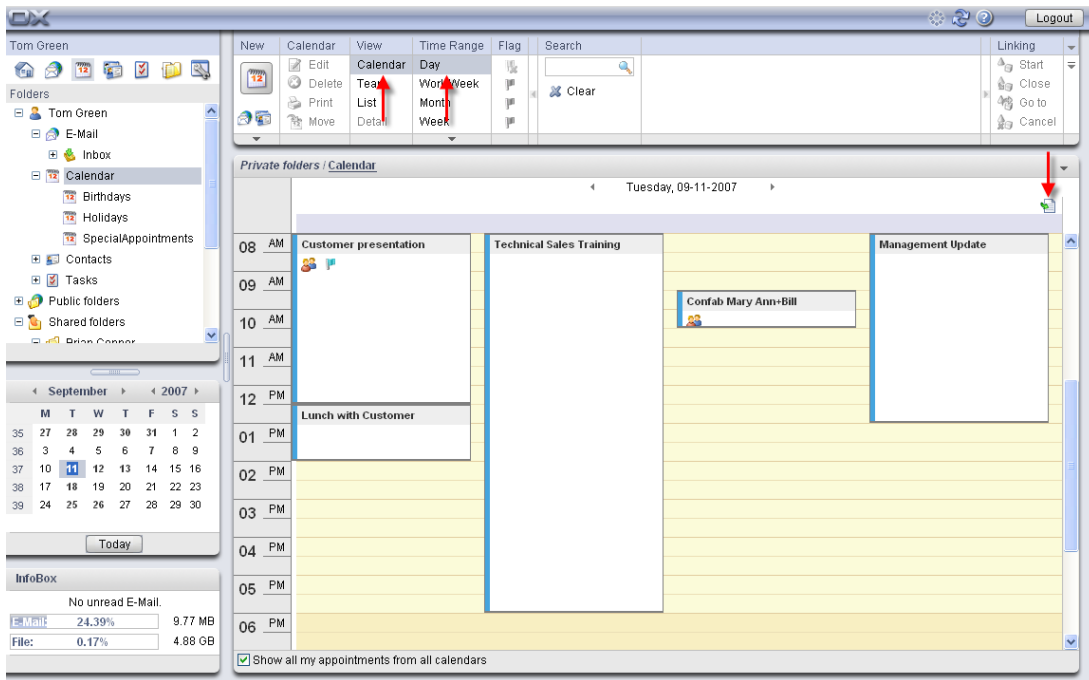 OX
Logout
Tom Green
Folders
Tom Green
E-Mail
Inbox
Calendar
Birthdays
Holidays
SpecialAppointments
Contacts
Tasks
Public folders
Shared folders
Brian Connor
September 2007
M T W T F S S
35 27 28 29 30 31 1 2
36 3 4 5 6 7 8 9
37 10 11 12 13 14 15 16
38 17 18 19 20 21 22 23
39 24 25 26 27 28 29 30
Today
InfoBox
No unread E-Mail.
E-Mail: 24.39% 9.77 MB
File: 0.17% 4.88 GB
New Calendar View Time Range Flag Search Linking
12 Edit Calendar Day Start
Delete Team WorkWeek Close
Clear
Print List Month Go to
Move Detail Week Cancel
Private folders / Calendar
Tuesday, 09-11-2007
08 AM Customer presentation Technical Sales Training Management Update
09 AM
Confab Mary Ann+Bill
10 AM
11 AM
12 PM
Lunch with Customer
01 PM
02 PM
03 PM
04 PM
05 PM
06 PM
Show all my appointments from all calendars